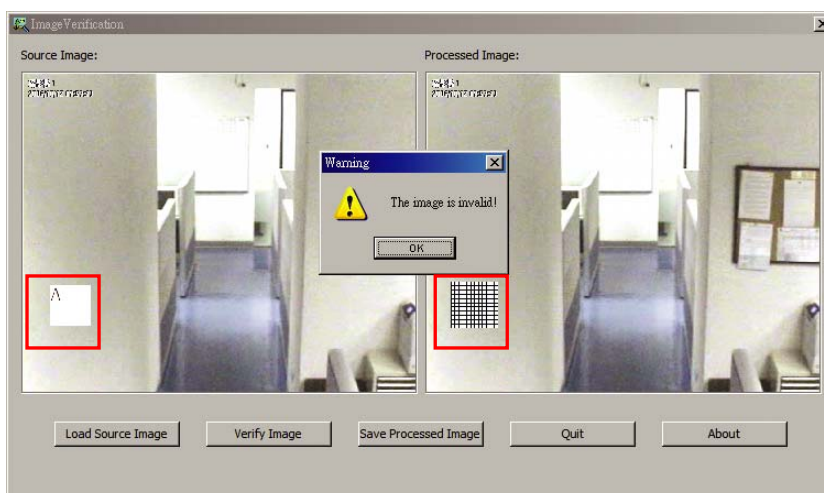 ImageVerification
Source Image:
Processed Image:
Warning
The image is invalid!
OK
Λ
Load Source Image
Verify Image
Save Processed Image
Quit
About